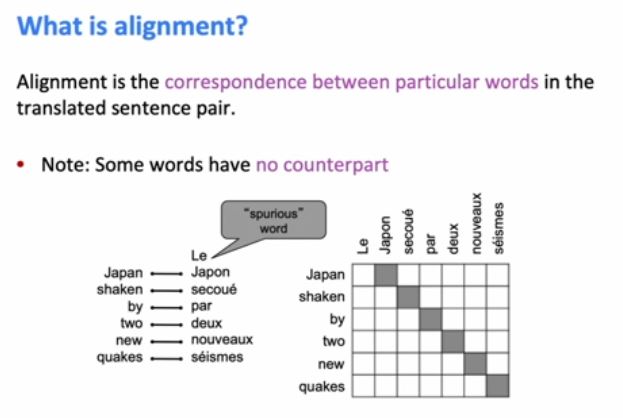 What is alignment?
Alignment is the correspondence between particular words in the
translated sentence pair.
• Note: Some words have no counterpart
"spurious"
word
Le
Japan Japon
shaken secoué
by par
two deux
new nouveaux
quakes séismes
Le Japon secoué par deux nouveaux séismes
Japan
shaken
by
two
new
quakes